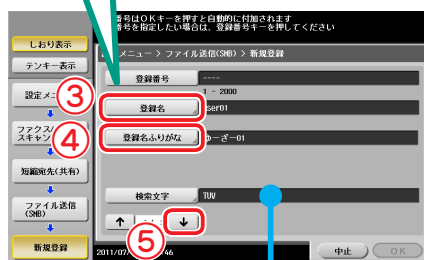 号はOKキーを押すと自動的に付加されます
番号を指定したい場合は、登録番号キーを押してください
しおり表示
メニュー > ファイル送信(SMB) > 新規登録
テンキー表示
登録番号 ----
1 - 2000
設定メ
③ 登録名 ser01
ファクス/
スキャン
④ 登録名ふりがな ーざー01
短縮宛先(共有)
検索文字 TUV
ファイル送信
(SMB)
↑ ↓
⑤
新規登録
2011/07/ 46
中止 OK